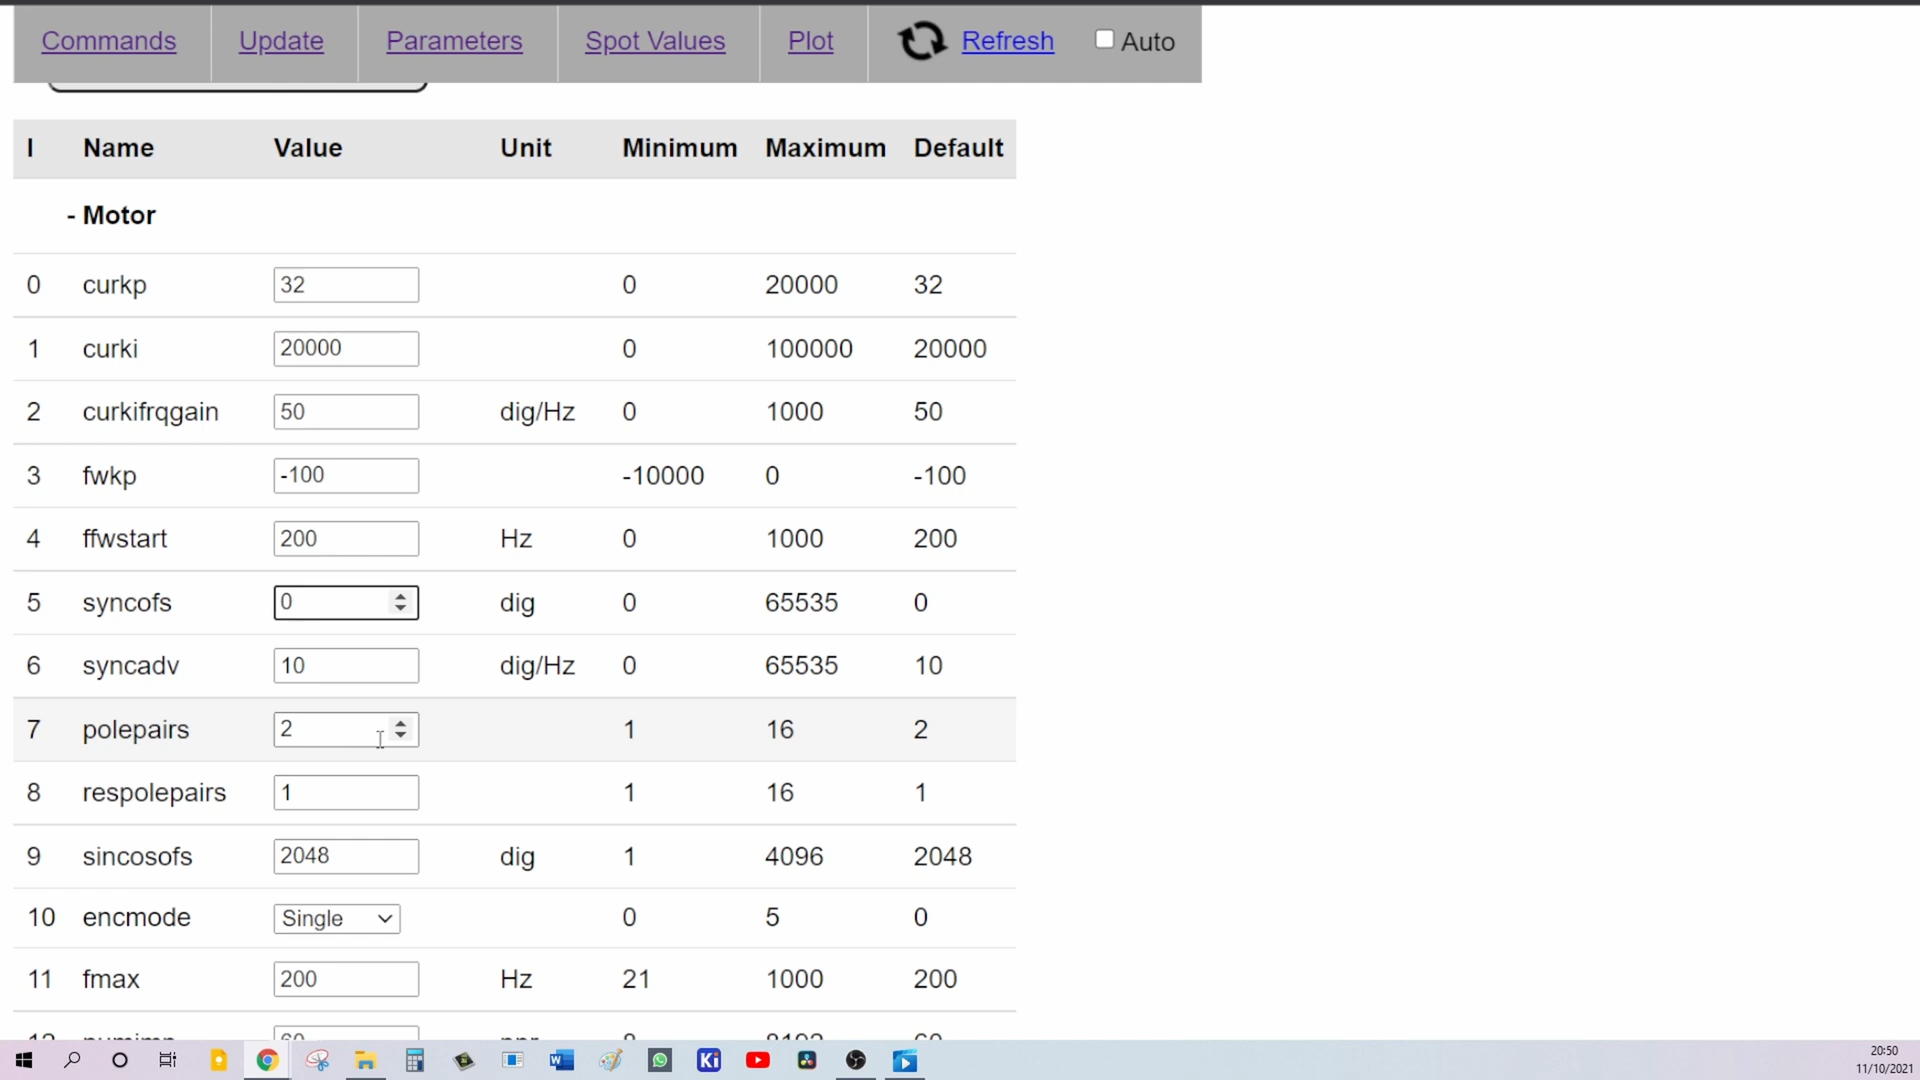 Commands Update Parameters Spot Values Plot Refresh Auto
I Name Value Unit Minimum Maximum Default
- Motor
0 curkp 32 0 20000 32
1 curki 20000 0 100000 20000
2 curkifrqgain 50 dig/Hz 0 1000 50
3 fwkp -100 -10000 0 -100
4 ffwstart 200 Hz 0 1000 200
5 syncofs 0 dig 0 65535 0
6 syncadv 10 dig/Hz 0 65535 10
7 polepairs 2 1 16 2
8 respolepairs 1 1 16 1
9 sincosofs 2048 dig 1 4096 2048
10 encmode Single 0 5 0
11 fmax 200 Hz 21 1000 200
Ki
20:50
11/10/2021